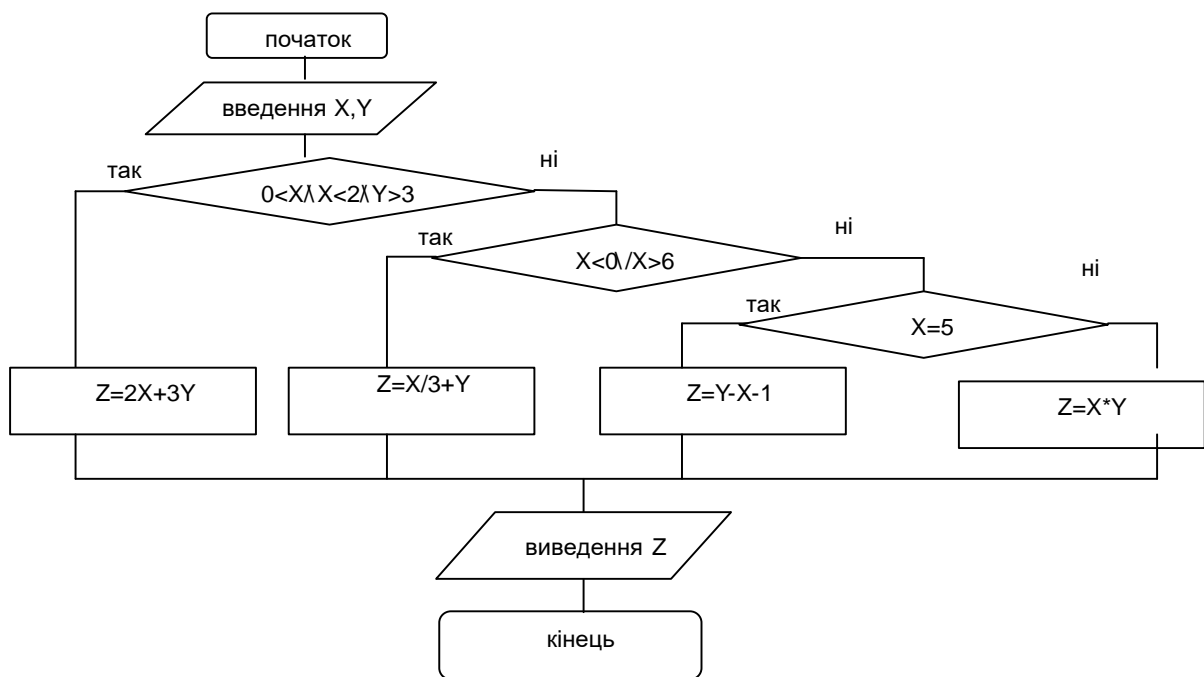 початок
введення X,Y
так
ні
0<X/\X<2/\Y>3
так
ні
X<0\/X>6
ні
так
X=5
Z=2X+3Y
Z=X/3+Y
Z=Y-X-1
Z=X*Y
виведення Z
кінець